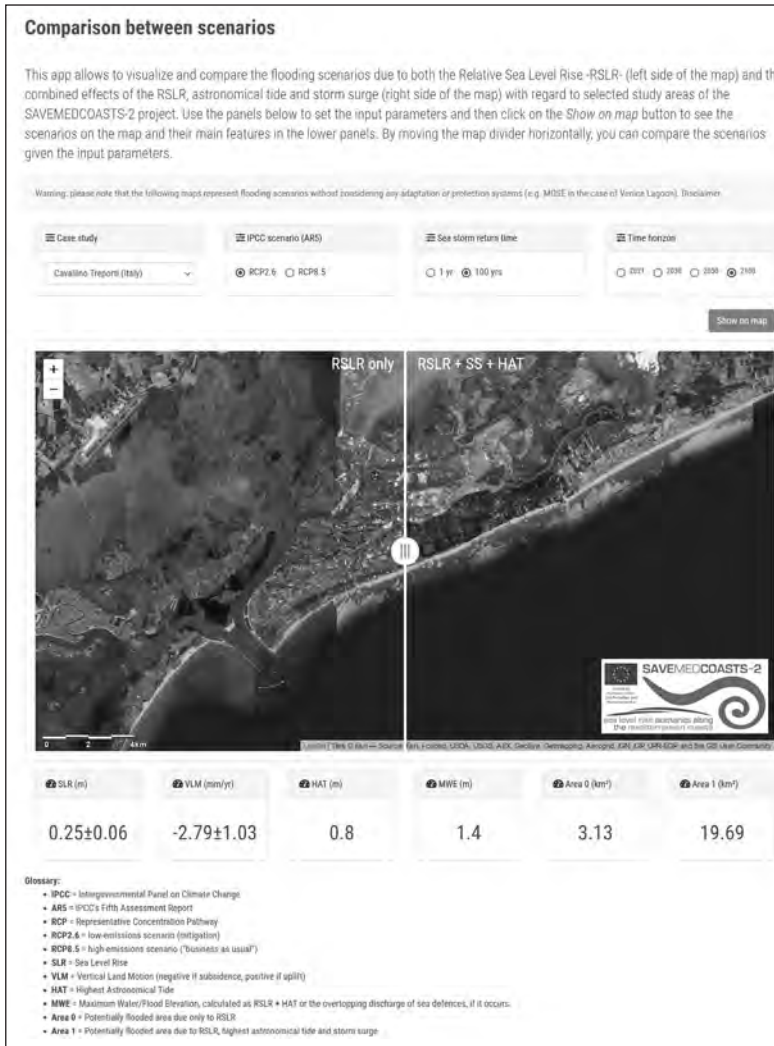 Comparison between scenarios
This app allows to visualize and compare the flooding scenarios due to both the Relative Sea Level Rise -RSLR- (left side of the map) and th
combined effects of the RSLR, astronomical tide and storm surge (right side of the map) with regard to selected study areas of the
SAVEMEDCOASTS-2 project. Use the panels below to set the input parameters and then click on the Show on map button to see the
scenarios on the map and their main features in the lower panels. By moving the map divider horizontally, you can compare the scenarios
given the input parameters.
Warning: please note that the following maps represent flooding scenarios without considering any adaptation or protection systems (e.g. MOSE in the case of Venice Lagoon). Disclaimer
Case study IPCC scenario (AR5) Sea storm return time Time horizon
Cavallino Treporti (Italy) RCP2.6 RCP8.5 1 yr 100 yrs 2030 2050 2100
Show on map
+
−
RSLR only RSLR + SS + HAT
SAVEMEDCOASTS-2
sea level rise scenarios along
the mediterranean coasts
0 2 4km
SLR (m) VLM (mm/yr) HAT (m) MWE (m) Area 0 (km²) Area 1 (km²)
0.25±0.06 -2.79±1.03 0.8 1.4 3.13 19.69
Glossary:
• IPCC = Intergovernmental Panel on Climate Change
• AR5 = IPCC's Fifth Assessment Report
• RCP = Representative Concentration Pathway
• RCP2.6 = low-emissions scenario (mitigation)
• RCP8.5 = high-emissions scenario ("business as usual")
• SLR = Sea Level Rise
• VLM = Vertical Land Motion (negative if subsidence, positive if uplift)
• HAT = Highest Astronomical Tide
• MWE = Maximum Water/Flood Elevation, calculated as RSLR + HAT or the overtopping discharge of sea defences, if it occurs.
• Area 0 = Potentially flooded area due only to RSLR
• Area 1 = Potentially flooded area due to RSLR, highest astronomical tide and storm surge